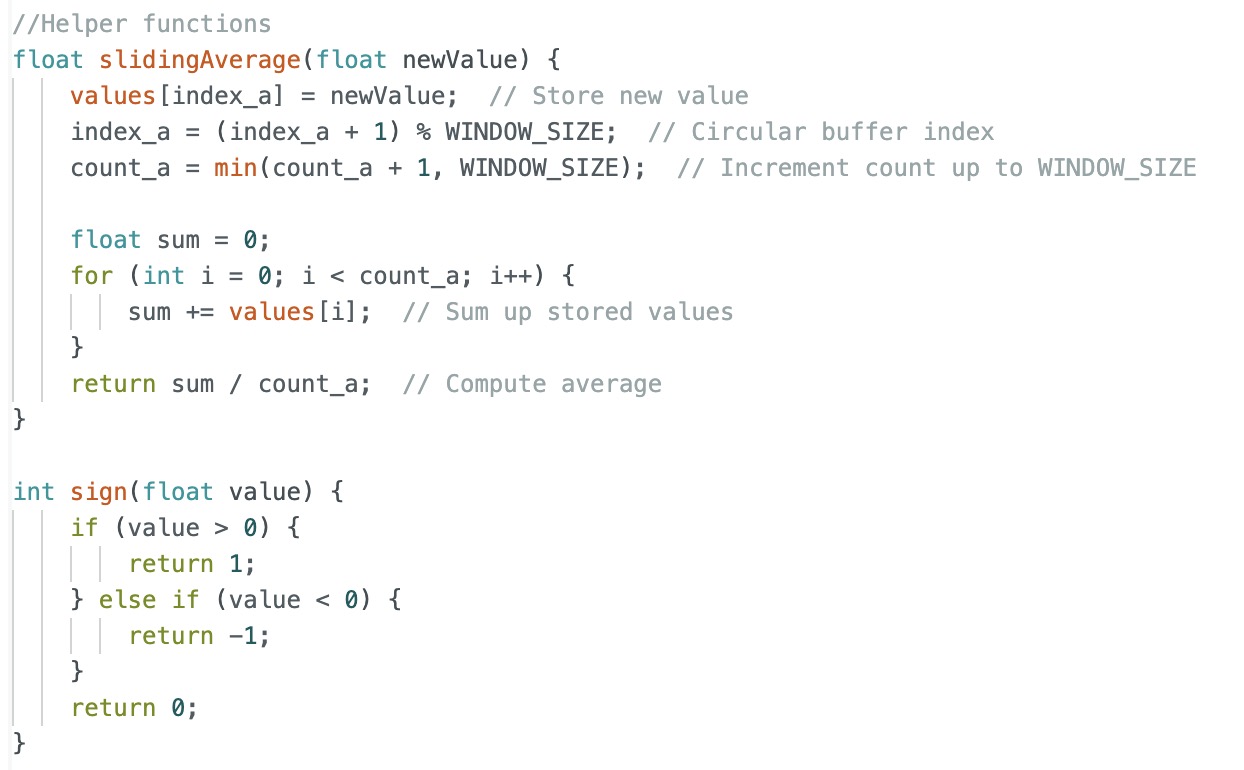 //Helper functions
float slidingAverage(float newValue) {
    values[index_a] = newValue;  // Store new value
    index_a = (index_a + 1) % WINDOW_SIZE;  // Circular buffer index
    count_a = min(count_a + 1, WINDOW_SIZE);  // Increment count up to WINDOW_SIZE

    float sum = 0;
    for (int i = 0; i < count_a; i++) {
        sum += values[i];  // Sum up stored values
    }
    return sum / count_a;  // Compute average
}

int sign(float value) {
    if (value > 0) {
        return 1;
    } else if (value < 0) {
        return -1;
    }
    return 0;
}